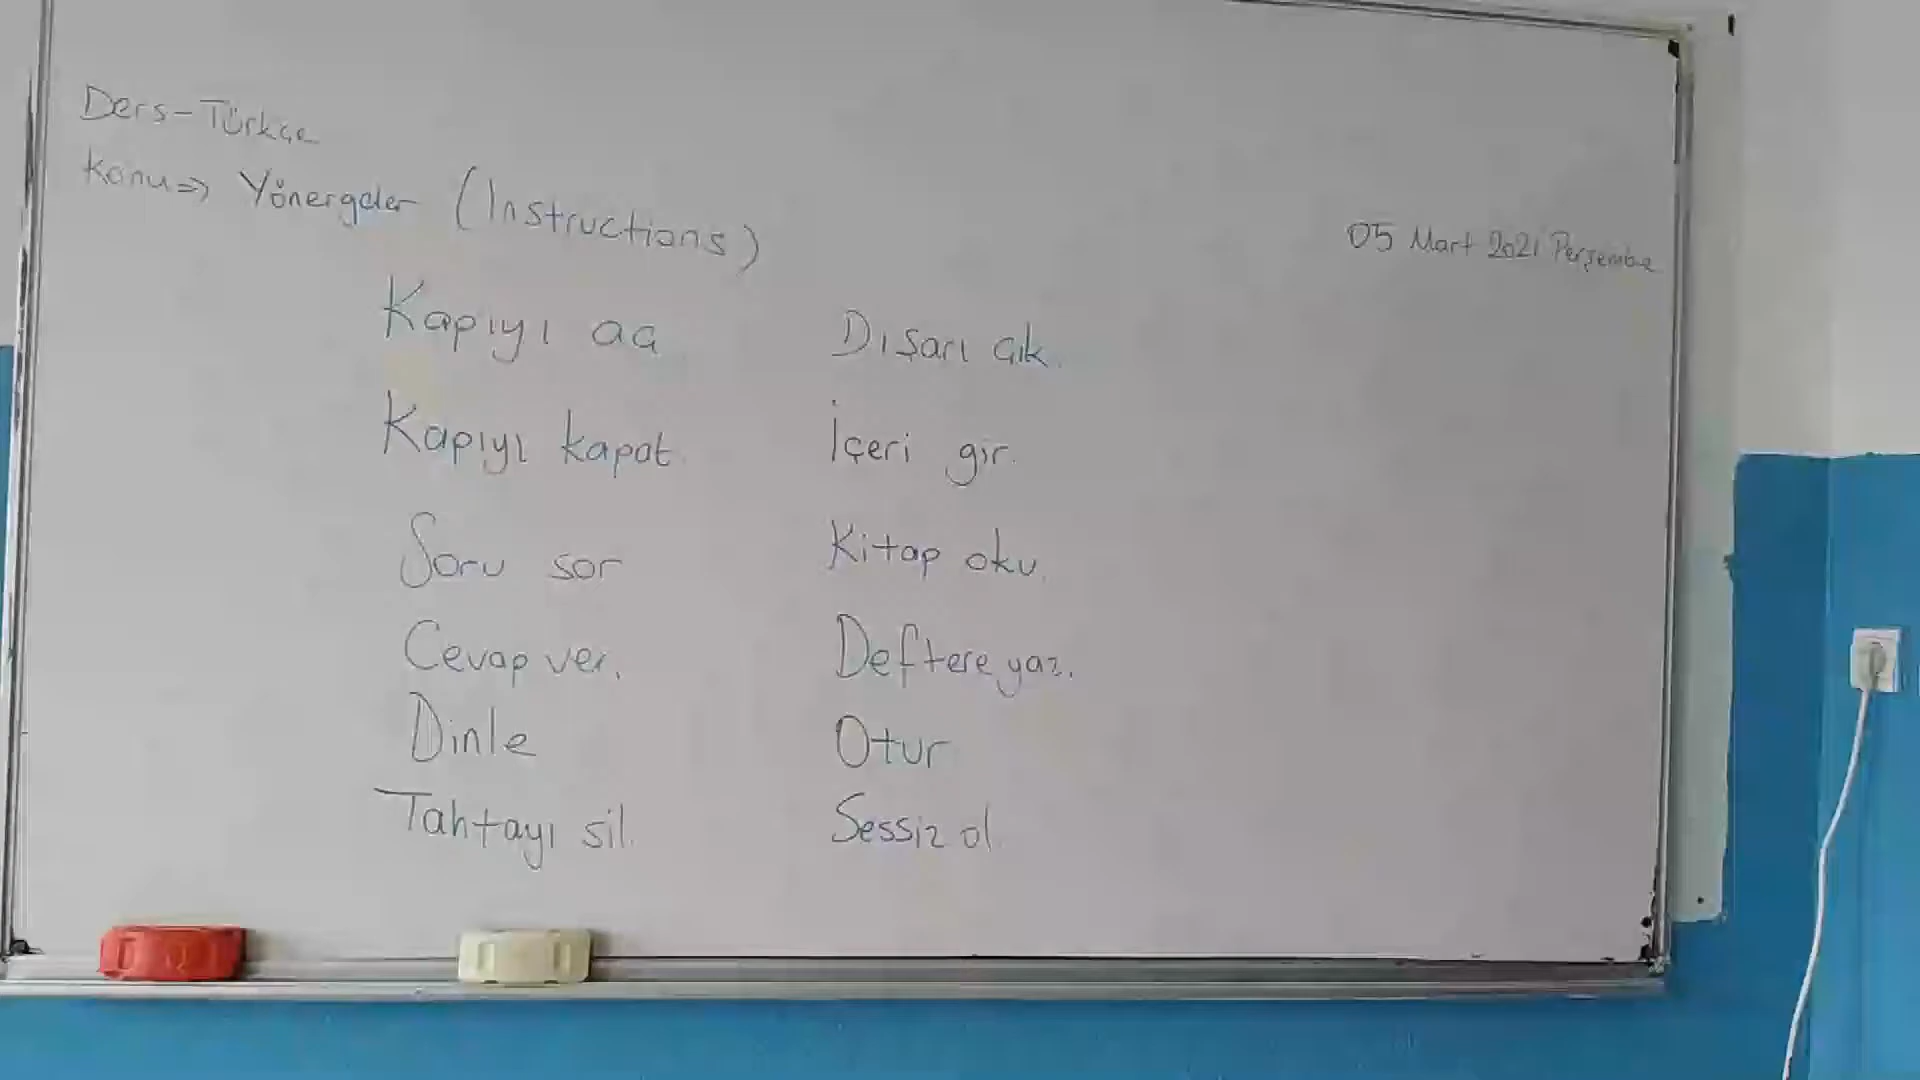 Ders-Türkçe
Konu⇒ Yönergeler (Instructions)
05 Mart 2021 Perşembe
Kapıyı aç
Kapıyı kapat.
Soru sor
Cevap ver.
Dinle
Tahtayı sil.
Dışarı çık.
İçeri gir.
Kitap oku.
Deftere yaz.
Otur
Sessiz ol.